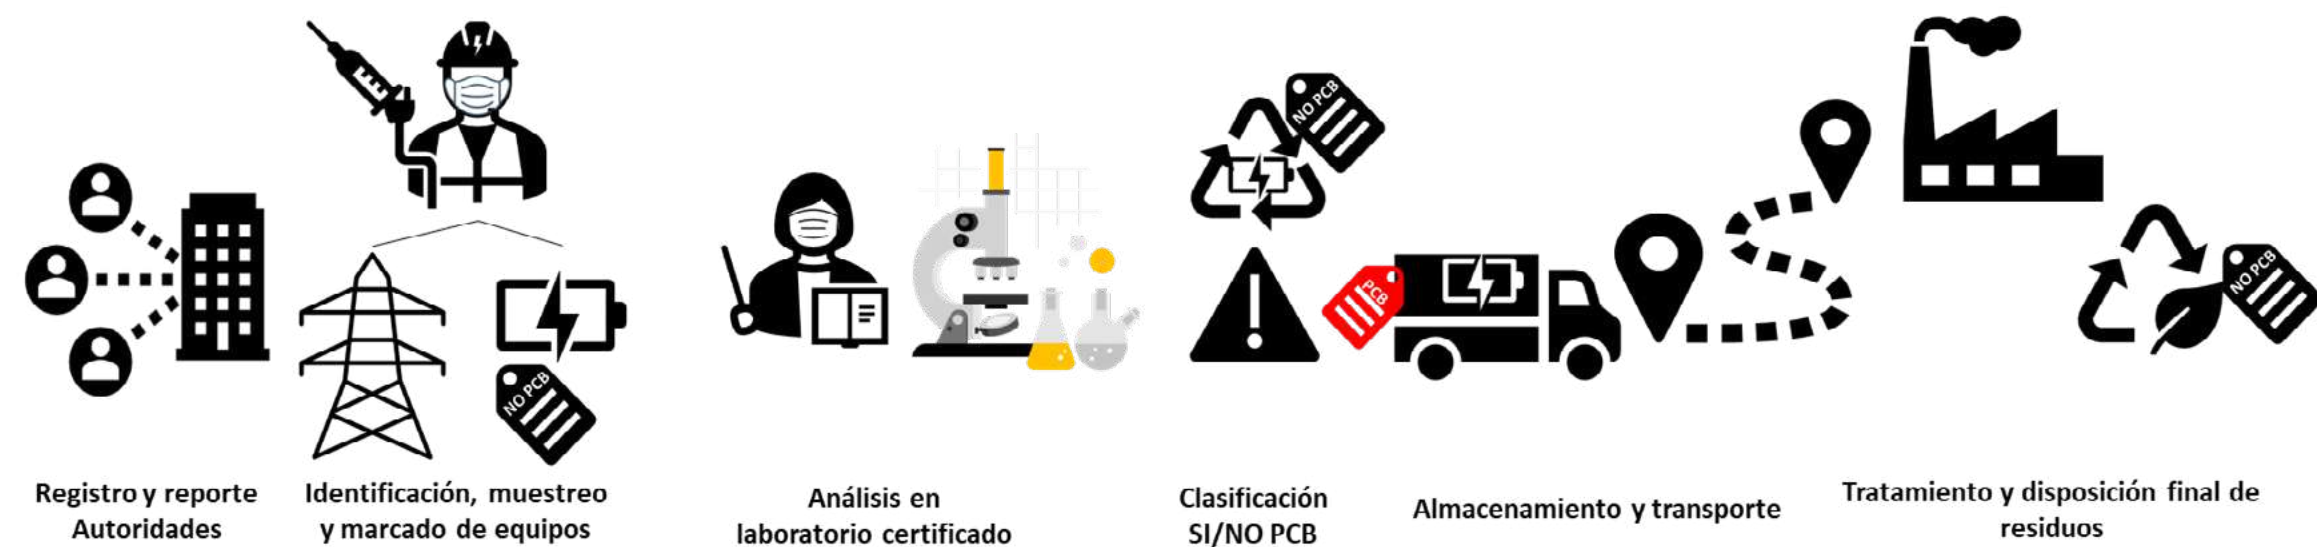 NO PCB
NO PCB
PCB
NO PCB
Registro y reporte
Autoridades
Identificación, muestreo
y marcado de equipos
Análisis en
laboratorio certificado
Clasificación
SI/NO PCB
Almacenamiento y transporte
Tratamiento y disposición final de
residuos